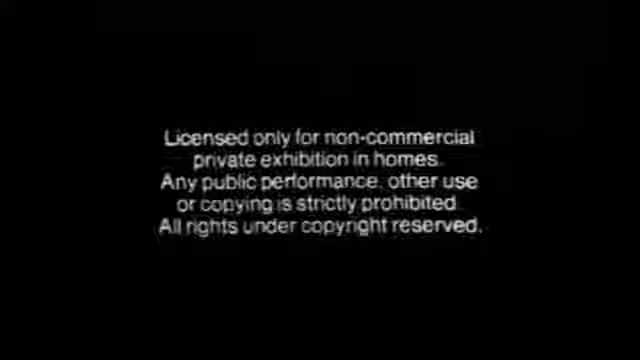 Licensed only for non-commercial
private exhibition in homes.
Any public performance, other use
or copying is strictly prohibited.
All rights under copyright reserved.